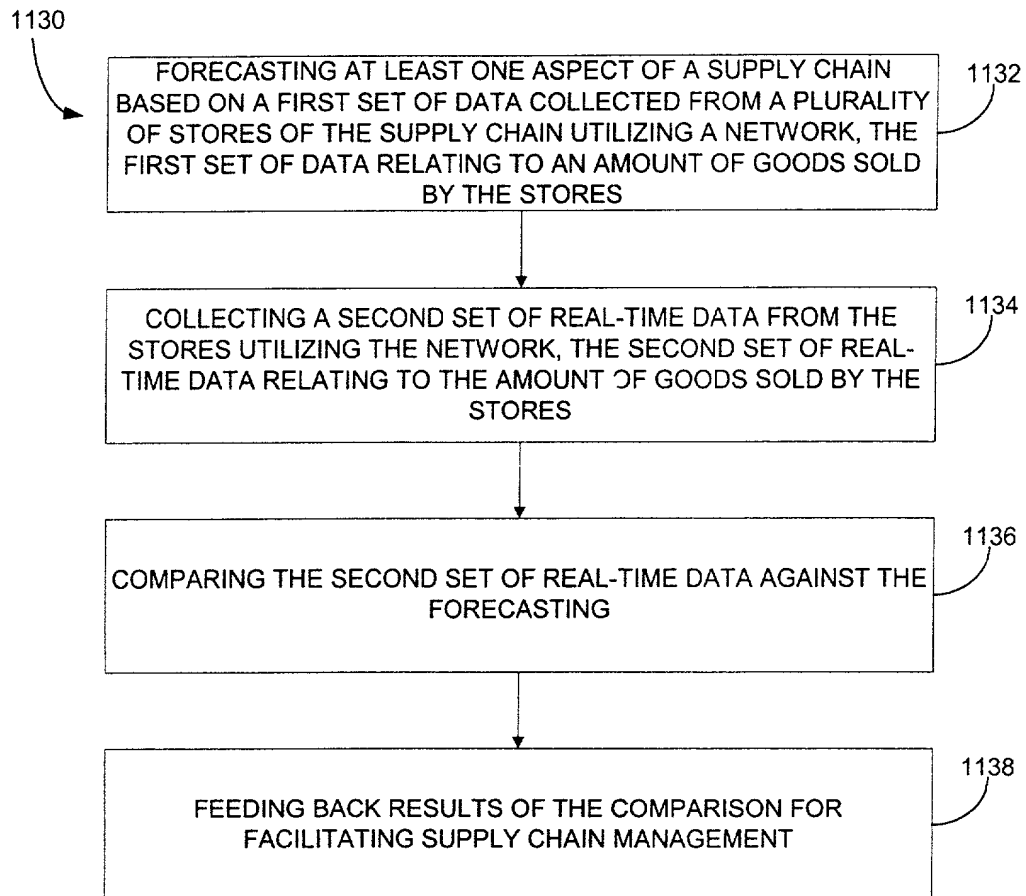 1130
FORECASTING AT LEAST ONE ASPECT OF A SUPPLY CHAIN
BASED ON A FIRST SET OF DATA COLLECTED FROM A PLURALITY
OF STORES OF THE SUPPLY CHAIN UTILIZING A NETWORK, THE
FIRST SET OF DATA RELATING TO AN AMOUNT OF GOODS SOLD
BY THE STORES
1132
COLLECTING A SECOND SET OF REAL-TIME DATA FROM THE
STORES UTILIZING THE NETWORK, THE SECOND SET OF REAL-
TIME DATA RELATING TO THE AMOUNT OF GOODS SOLD BY THE
STORES
1134
COMPARING THE SECOND SET OF REAL-TIME DATA AGAINST THE
FORECASTING
1136
FEEDING BACK RESULTS OF THE COMPARISON FOR
FACILITATING SUPPLY CHAIN MANAGEMENT
1138